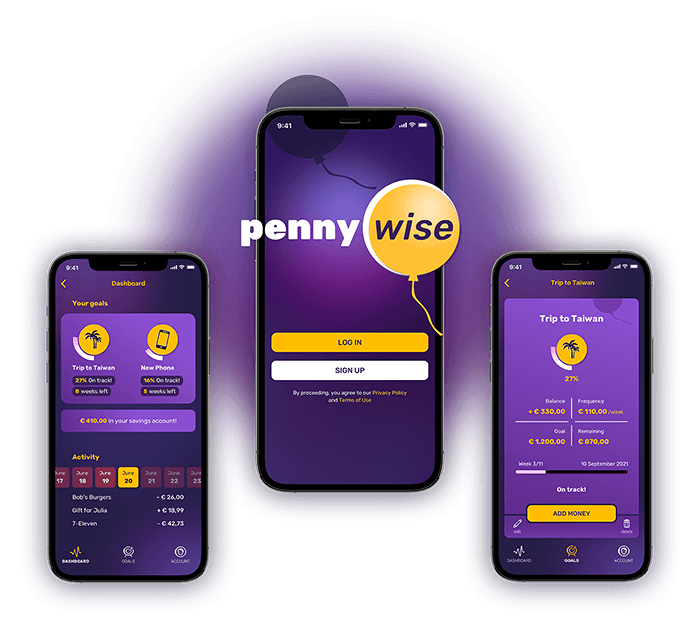 9:41
penny wise
LOG IN
SIGN UP
By proceeding, you agree to our Privacy Policy
and Terms of Use
9:41
Dashboard
Your goals
Trip to Taiwan New Phone
27% On track! 16% On track!
8 weeks left 5 weeks left
€ 410,00 in your savings account!
Activity
June June June June June June June
17 18 19 20 21 22 23
Bob's Burgers - € 26,00
Gift for Julia + € 18,99
7-Eleven - € 42,73
DASHBOARD GOALS ACCOUNT
9:41
Trip to Taiwan
Trip to Taiwan
27%
Balance Frequency
+ € 330,00 € 110,00 /week
Goal Remaining
€ 1.200,00 € 870,00
Week 3/11 10 September 2021
On track!
ADD MONEY
edit delete
DASHBOARD GOALS ACCOUNT